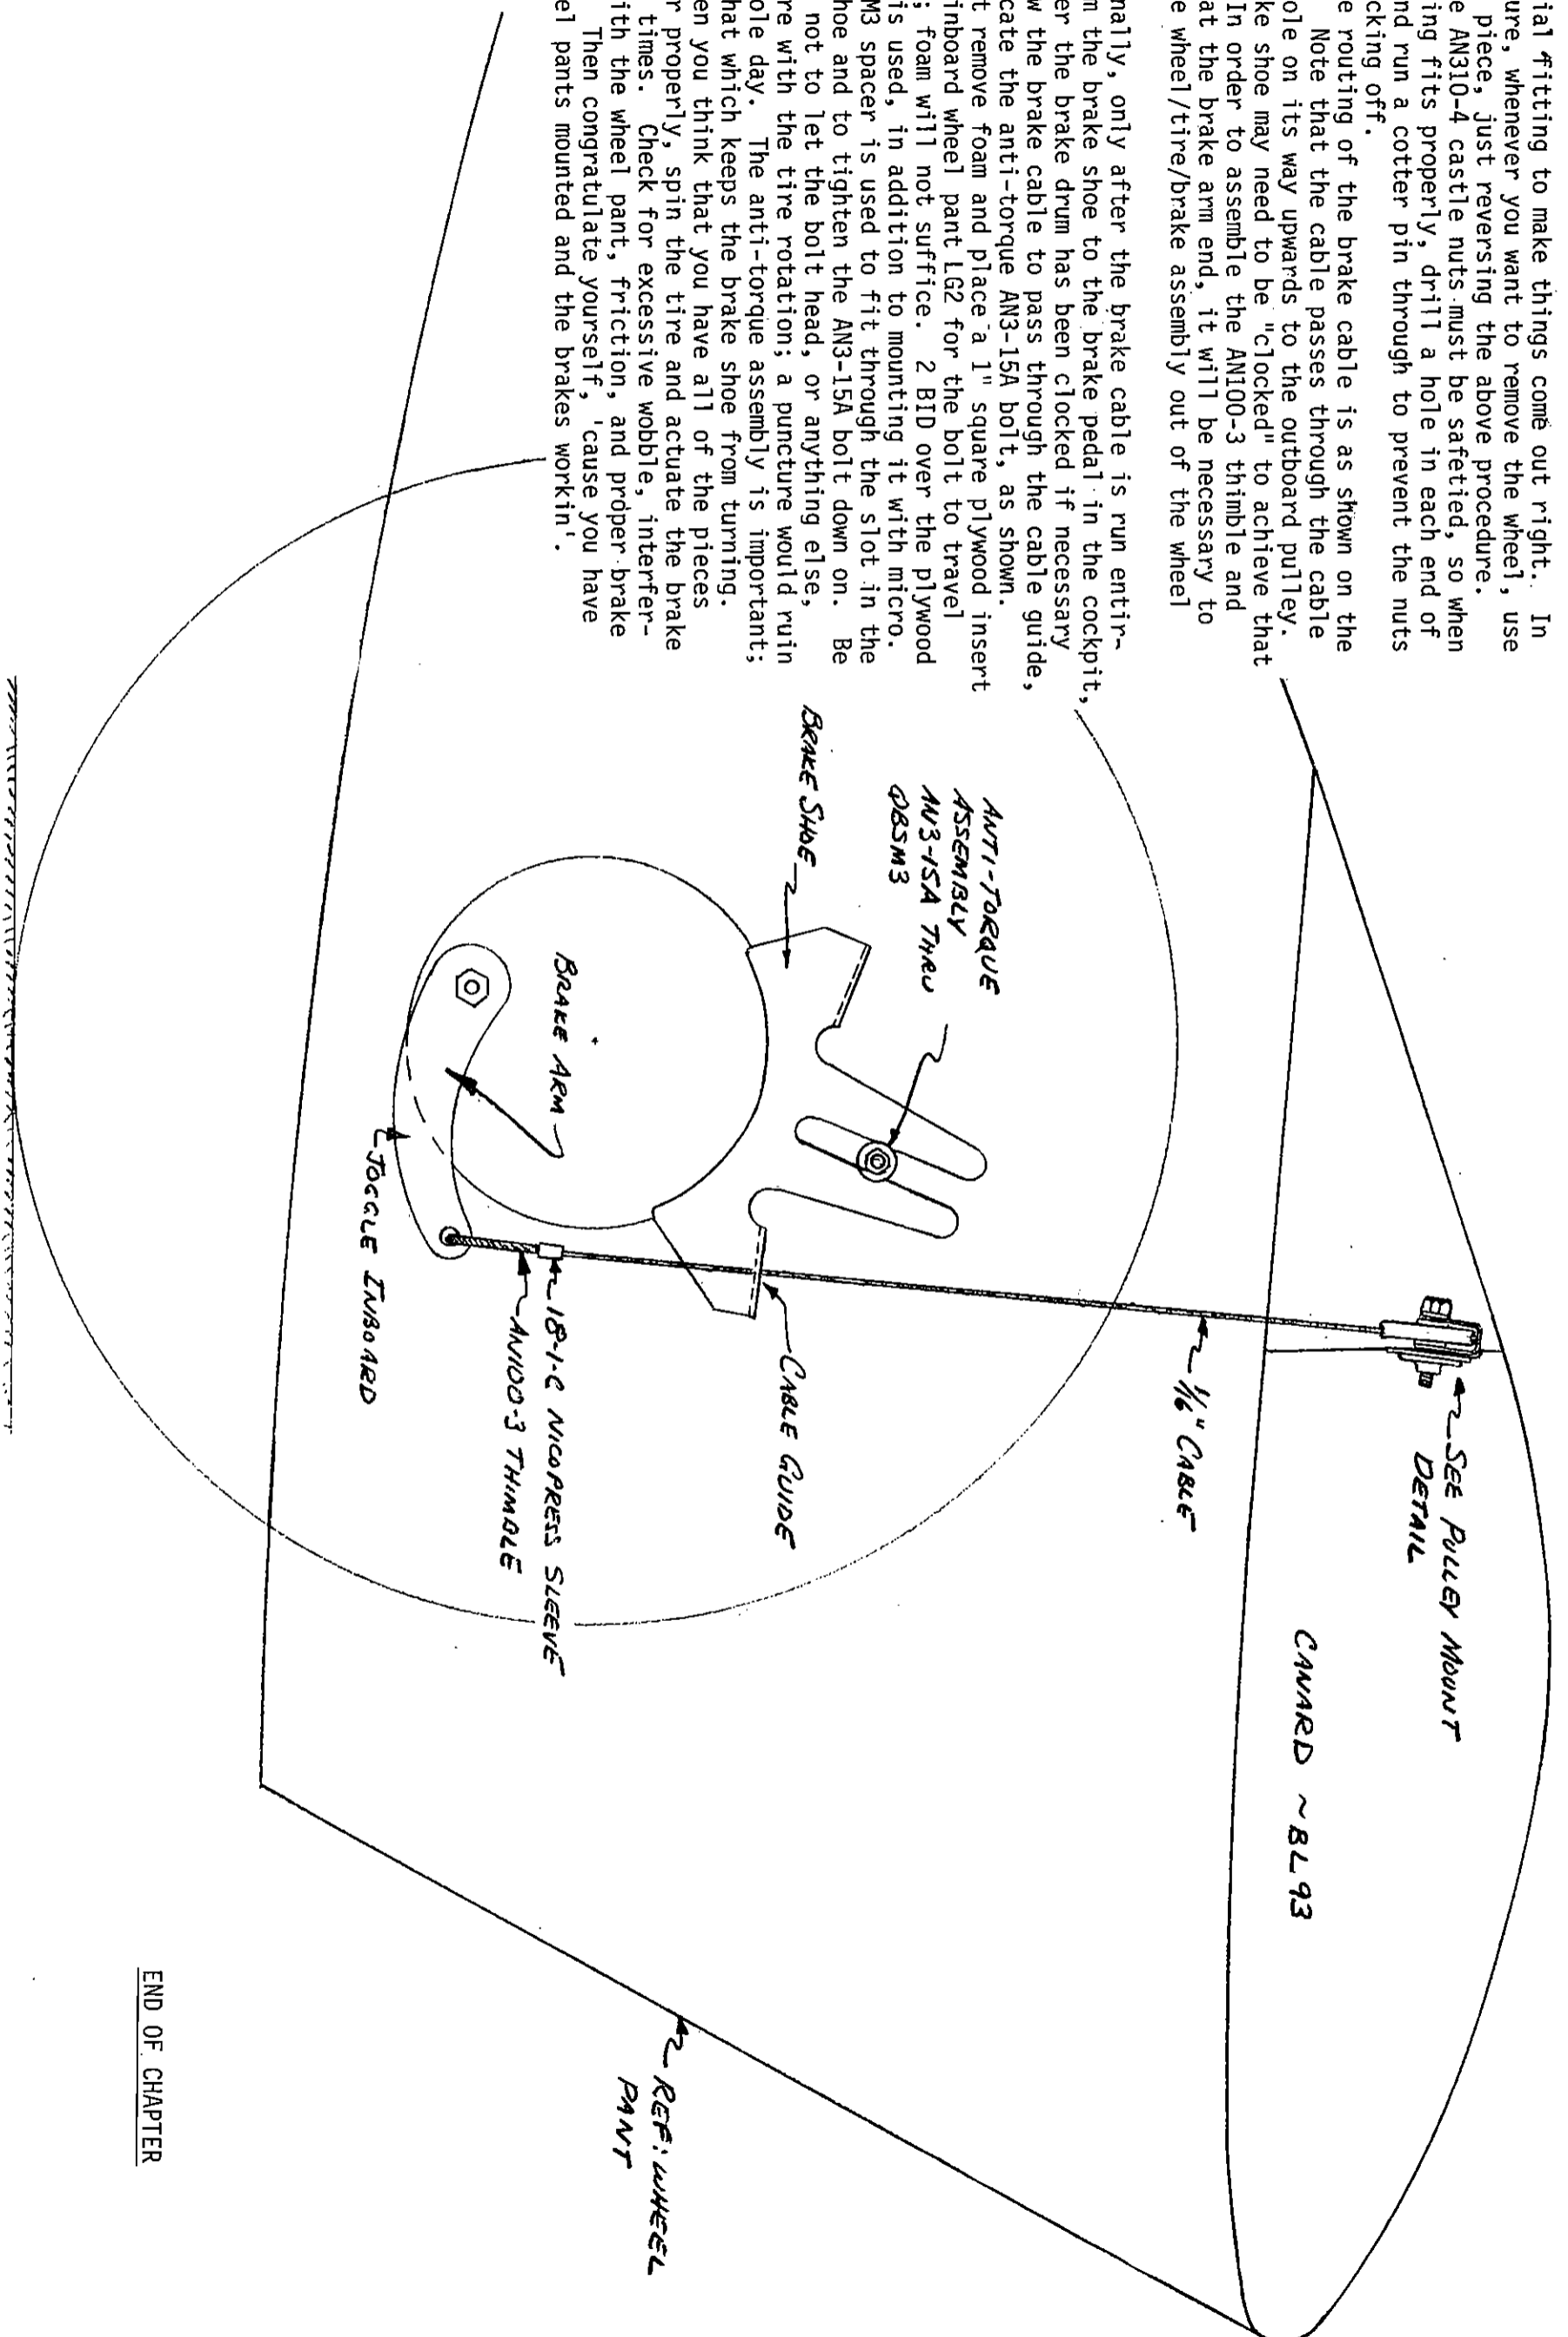 ial fitting to make things come out right. In
ure, whenever you want to remove the wheel, use
piece, just reversing the above procedure.
e AN310-4 castle nuts must be safetied, so when
ing fits properly, drill a hole in each end of
nd run a cotter pin through to prevent the nuts
cking off.
e routing of the brake cable is as shown on the
Note that the cable passes through the cable
ole on its way upwards to the outboard pulley.
ke shoe may need to be "clocked" to achieve that
In order to assemble the AN100-3 thimble and
at the brake arm end, it will be necessary to
e wheel/tire/brake assembly out of the wheel
nally, only after the brake cable is run entir-
m the brake shoe to the brake pedal in the cockpit,
er the brake drum has been clocked if necessary
w the brake cable to pass through the cable guide,
cate the anti-torque AN3-15A bolt, as shown.
t remove foam and place a 1" square plywood insert
inboard wheel pant LG2 for the bolt to travel
; foam will not suffice. 2 BID over the plywood
is used, in addition to mounting it with micro.
M3 spacer is used to fit through the slot in the
hoe and to tighten the AN3-15A bolt down on. Be
not to let the bolt head, or anything else,
re with the tire rotation; a puncture would ruin
ole day. The anti-torque assembly is important;
hat which keeps the brake shoe from turning.
en you think that you have all of the pieces
r properly, spin the tire and actuate the brake
times. Check for excessive wobble, interfer-
ith the wheel pant, friction, and proper brake
Then congratulate yourself, 'cause you have
el pants mounted and the brakes workin'.
SEE PULLEY MOUNT
DETAIL
CANARD ~BL93
1/16" CABLE
ANTI-TORQUE
ASSEMBLY
AN3-15A THRU
QBSM3
BRAKE SHOE
CABLE GUIDE
BRAKE ARM
18-1-C NICOPRESS SLEEVE
AN100-3 THIMBLE
JOGGLE INBOARD
REF: WHEEL
PANT
END OF CHAPTER